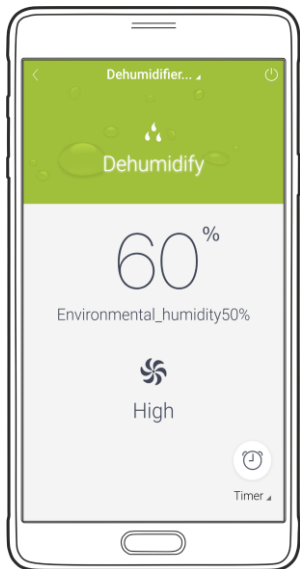 Dehumidifier...
Dehumidify
60%
Environmental_humidity50%
High
Timer